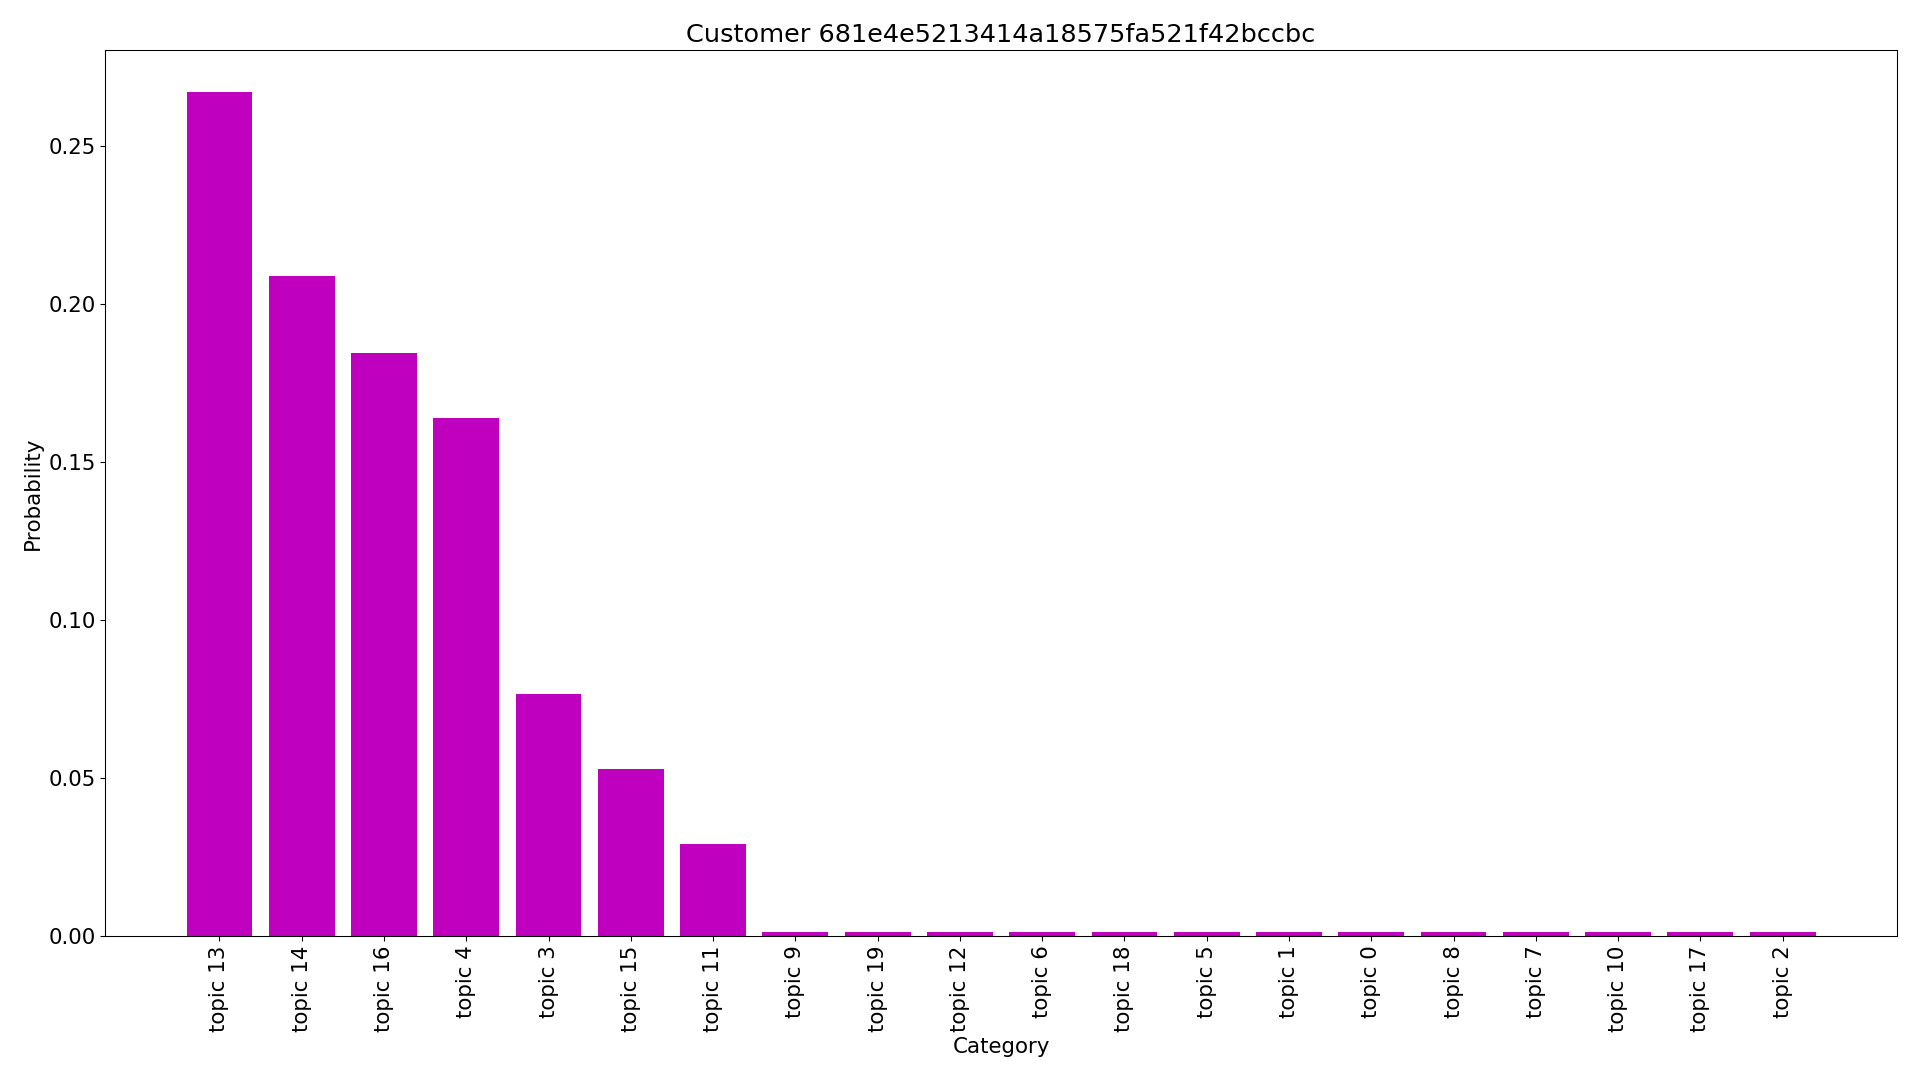 Customer 681e4e5213414a18575fa521f42bccbc
Probability
0.25
0.20
0.15
0.10
0.05
0.00
topic 13
topic 14
topic 16
topic 4
topic 3
topic 15
topic 11
topic 9
topic 19
topic 12
topic 6
topic 18
topic 5
topic 1
topic 0
topic 8
topic 7
topic 10
topic 17
topic 2
Category